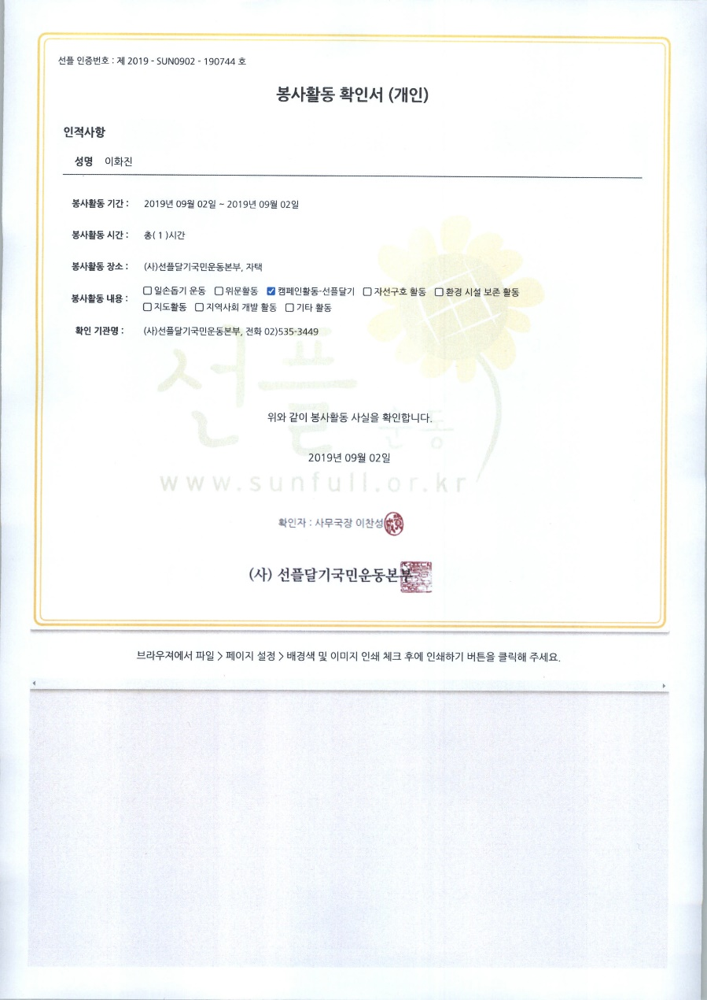 선플 인증번호 : 제 2019 - SUN0902 - 190744 호
봉사활동 확인서 (개인)
인적사항
성명 이화진
봉사활동 기간 : 2019년 09월 02일 ~ 2019년 09월 02일
봉사활동 시간 : 총( 1 )시간
봉사활동 장소 : (사)선플달기국민운동본부, 자택
봉사활동 내용 : 일손돕기 운동 위문활동 캠페인활동-선플달기 자선구호 활동 환경 시설 보존 활동
지도활동 지역사회 개발 활동 기타 활동
확인 기관명 : (사)선플달기국민운동본부, 전화 02)535-3449
선플
운동
위와 같이 봉사활동 사실을 확인합니다.
2019년 09월 02일
www.sunfull.or.kr
확인자 : 사무국장 이찬성
(사) 선플달기국민운동본부
브라우져에서 파일 > 페이지 설정 > 배경색 및 이미지 인쇄 체크 후에 인쇄하기 버튼을 클릭해 주세요.